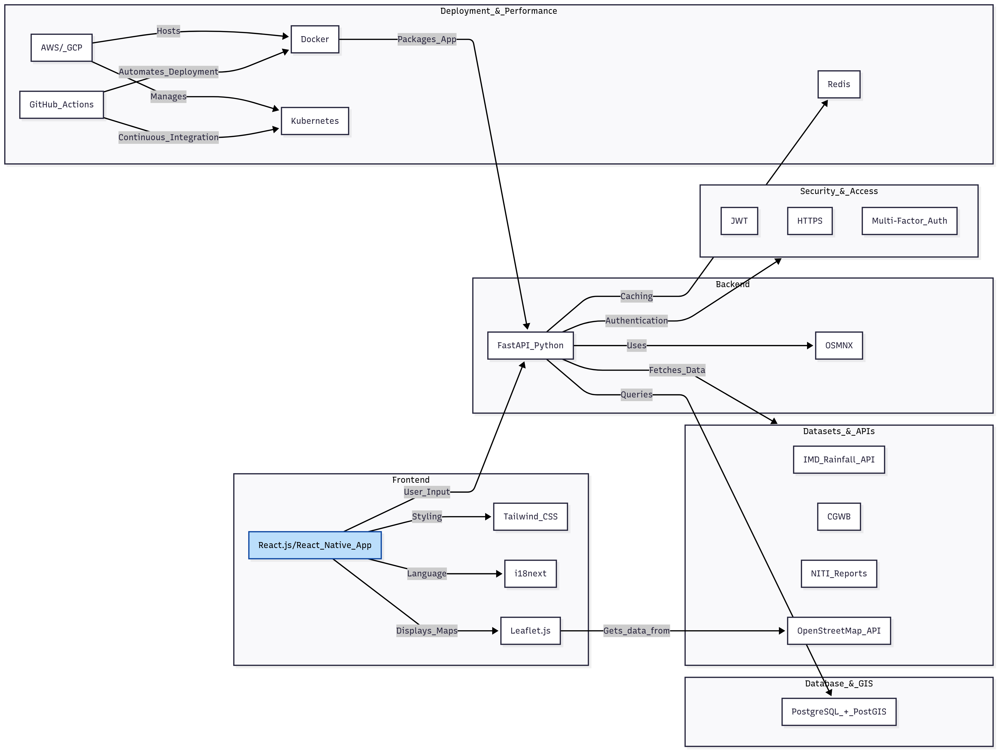 Deployment_&_Performance
Hosts
Docker
Packages_App
AWS/_GCP
Automates_Deployment
Redis
Manages
GitHub_Actions
Kubernetes
Continuous_Integration
Security_&_Access
JWT
HTTPS
Multi-Factor_Auth
Backend
Caching
Authentication
FastAPI_Python
Uses
OSMNX
Fetches_Data
Queries
Datasets_&_APIs
IMD_Rainfall_API
CGWB
NITI_Reports
OpenStreetMap_API
Frontend
User_Input
Styling
Tailwind_CSS
React.js/React_Native_App
Language
i18next
Displays_Maps
Leaflet.js
Gets_data_from
Database_&_GIS
PostgreSQL_+_PostGIS